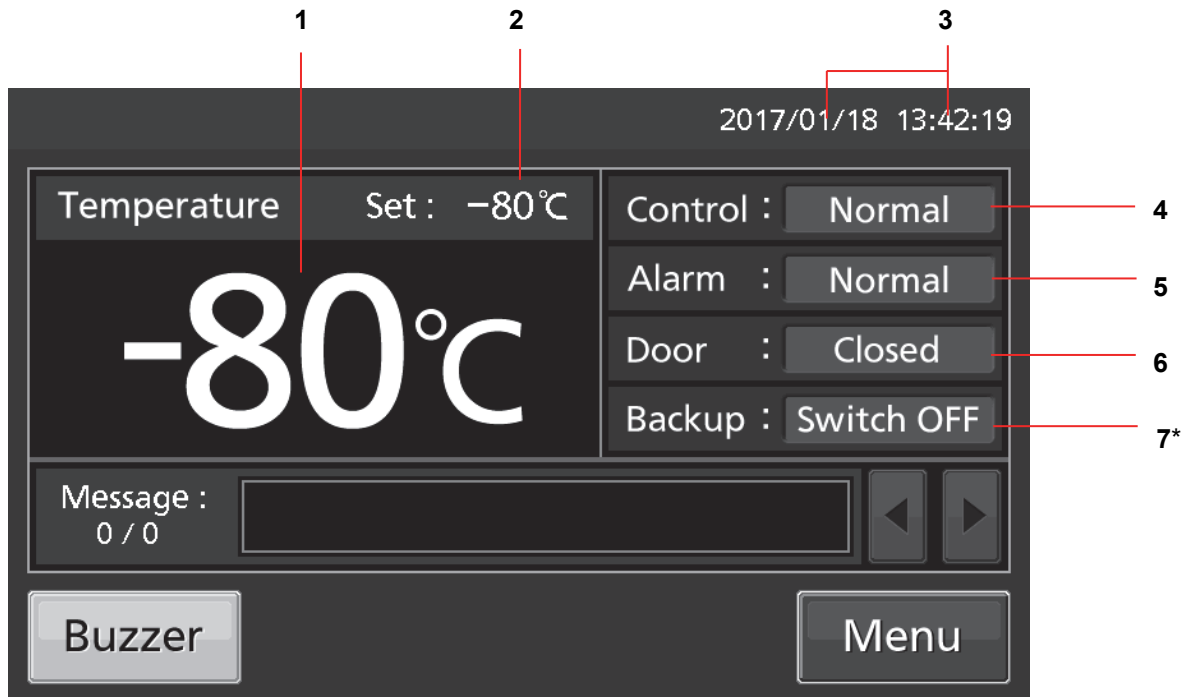 1 2 3
2017/01/18 13:42:19
Temperature Set : −80℃
-80℃
Control : Normal 4
Alarm : Normal 5
Door : Closed 6
Backup : Switch OFF 7*
Message :
0 / 0
Buzzer Menu